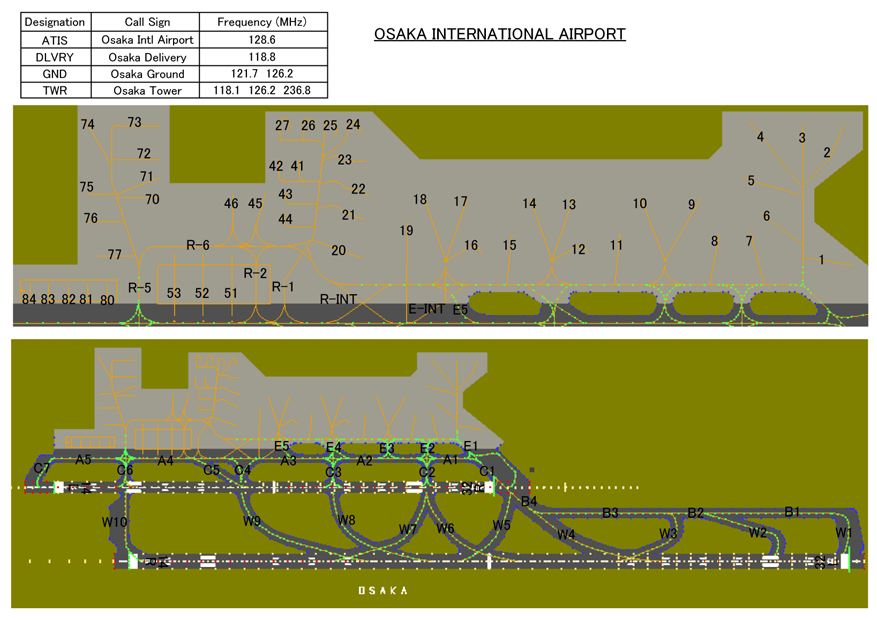 Designation Call Sign Frequency (MHz)
OSAKA INTERNATIONAL AIRPORT
ATIS Osaka Intl Airport 128.6
DLVRY Osaka Delivery 118.8
GND Osaka Ground 121.7 126.2
TWR Osaka Tower 118.1 126.2 236.8
74 73 27 26 25 24
4 3 2
72 42 41 23
75 71 43 22 5
70 46 45 18 17 14 13 10 9
76 44 21 6
R-6 19
77 20 16 15 12 11 8 7 1
R-5 R-2 R-1
84 83 82 81 80 53 52 51 R-INT E-INT E5
E5 E4 E3 E2 E1
C7 A5 C6 A4 C5 C4 A3 C3 A2 C2 A1 C1
14 32
B4 B3 B2 B1
W10 W9 W8 W7 W6 W5 W4 W3 W2 W1
14 R 32
OSAKA